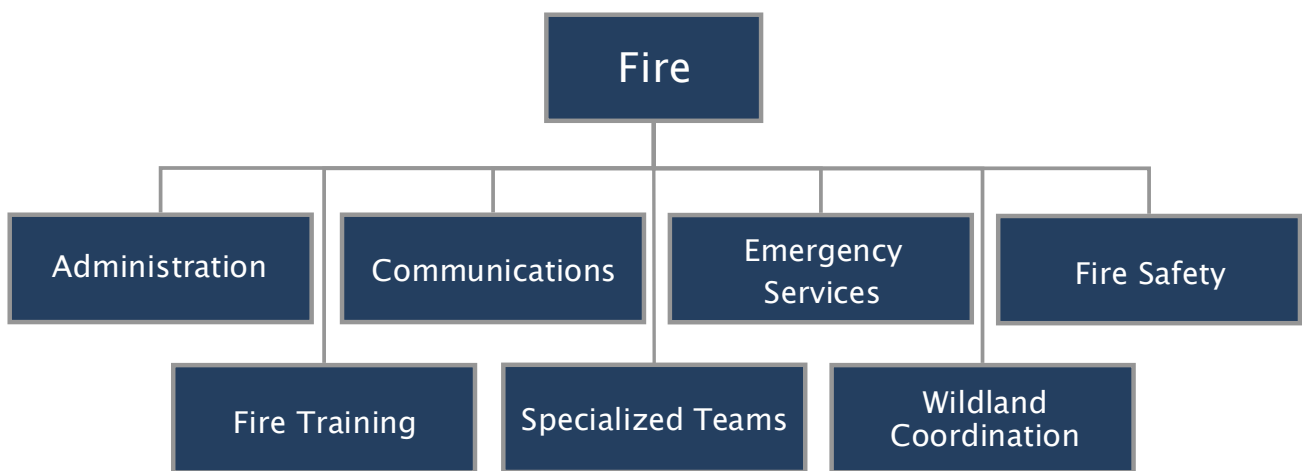 Fire
Administration
Communications
Emergency
Services
Fire Safety
Fire Training
Specialized Teams
Wildland
Coordination